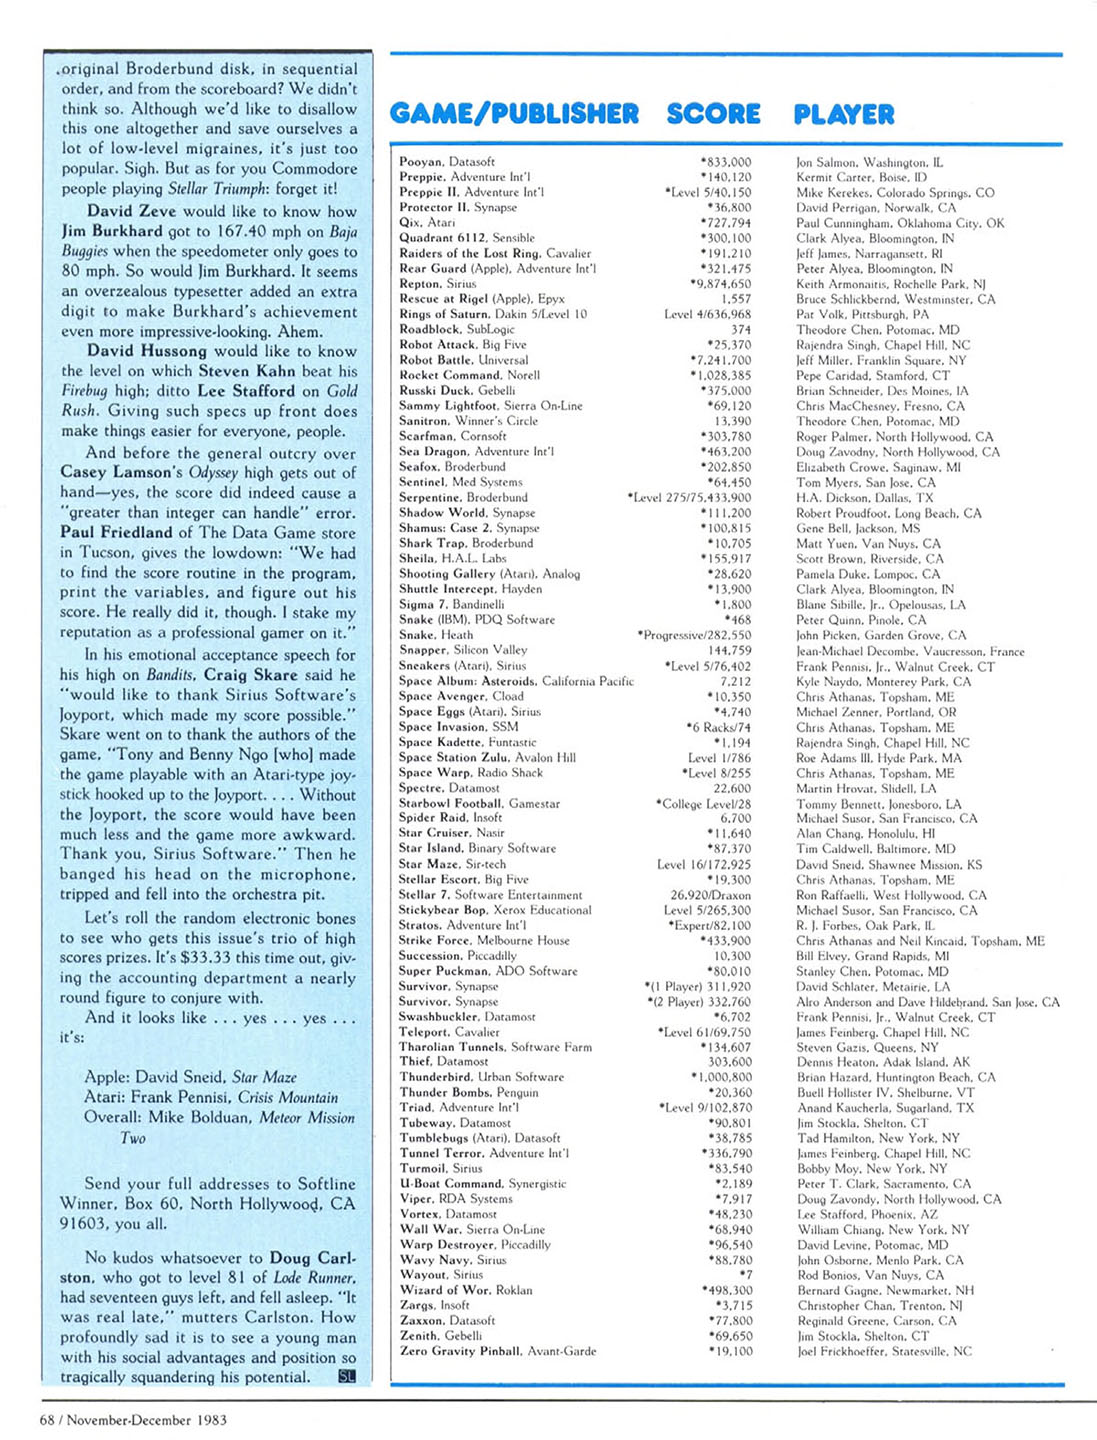 .original Broderbund disk, in sequential
order, and from the scoreboard? We didn't
think so. Although we'd like to disallow
this one altogether and save ourselves a
lot of low-level migraines, it's just too
popular. Sigh. But as for you Commodore
people playing Stellar Triumph: forget it!
David Zeve would like to know how
Jim Burkhard got to 167.40 mph on Baja
Buggies when the speedometer only goes to
80 mph. So would Jim Burkhard. It seems
an overzealous typesetter added an extra
digit to make Burkhard's achievement
even more impressive-looking. Ahem.
David Hussong would like to know
the level on which Steven Kahn beat his
Firebug high; ditto Lee Stafford on Gold
Rush. Giving such specs up front does
make things easier for everyone, people.
And before the general outcry over
Casey Lamson's Odyssey high gets out of
hand—yes, the score did indeed cause a
"greater than integer can handle" error.
Paul Friedland of The Data Game store
in Tucson, gives the lowdown: "We had
to find the score routine in the program,
print the variables, and figure out his
score. He really did it, though. I stake my
reputation as a professional gamer on it."
In his emotional acceptance speech for
his high on Bandits, Craig Skare said he
"would like to thank Sirius Software's
Joyport, which made my score possible."
Skare went on to thank the authors of the
game, "Tony and Benny Ngo [who] made
the game playable with an Atari-type joy-
stick hooked up to the Joyport. . . . Without
the Joyport, the score would have been
much less and the game more awkward.
Thank you, Sirius Software." Then he
banged his head on the microphone,
tripped and fell into the orchestra pit.
Let's roll the random electronic bones
to see who gets this issue's trio of high
scores prizes. It's $33.33 this time out, giv-
ing the accounting department a nearly
round figure to conjure with.
And it looks like . . . yes . . . yes . . .
it's:
Apple: David Sneid, Star Maze
Atari: Frank Pennisi, Crisis Mountain
Overall: Mike Bolduan, Meteor Mission
Two
Send your full addresses to Softline
Winner, Box 60, North Hollywood, CA
91603, you all.
No kudos whatsoever to Doug Carl-
ston, who got to level 81 of Lode Runner,
had seventeen guys left, and fell asleep. "It
was real late," mutters Carlston. How
profoundly sad it is to see a young man
with his social advantages and position so
tragically squandering his potential. SL
GAME/PUBLISHER SCORE PLAYER
Pooyan, Datasoft *833,000 Jon Salmon, Washington, IL
Preppie, Adventure Int'l *140,120 Kermit Carter, Boise, ID
Preppie II, Adventure Int'l *Level 5/40,150 Mike Kerekes, Colorado Springs, CO
Protector II, Synapse *36,800 David Perrigan, Norwalk, CA
Qix, Atari *727,794 Paul Cunningham, Oklahoma City, OK
Quadrant 6112, Sensible *300,100 Clark Alyea, Bloomington, IN
Raiders of the Lost Ring, Cavalier *191,210 Jeff James, Narragansett, RI
Rear Guard (Apple), Adventure Int'l *321,475 Peter Alyea, Bloomington, IN
Repton, Sirius *9,874,650 Keith Armonaitis, Rochelle Park, NJ
Rescue at Rigel (Apple), Epyx 1,557 Bruce Schlickbernd, Westminster, CA
Rings of Saturn, Dakin 5/Level 10 Level 4/636,968 Pat Volk, Pittsburgh, PA
Roadblock, SubLogic 374 Theodore Chen, Potomac, MD
Robot Attack, Big Five *25,370 Rajendra Singh, Chapel Hill, NC
Robot Battle, Universal *7,241,700 Jeff Miller, Franklin Square, NY
Rocket Command, Norell *1,028,385 Pepe Caridad, Stamford, CT
Russki Duck, Gebelli *375,000 Brian Schneider, Des Moines, IA
Sammy Lightfoot, Sierra On-Line *69,120 Chris MacChesney, Fresno, CA
Sanitron, Winner's Circle 13,390 Theodore Chen, Potomac, MD
Scarfman, Cornsoft *303,780 Roger Palmer, North Hollywood, CA
Sea Dragon, Adventure Int'l *463,200 Doug Zavodny, North Hollywood, CA
Seafox, Broderbund *202,850 Elizabeth Crowe, Saginaw, MI
Sentinel, Med Systems *64,450 Tom Myers, San Jose, CA
Serpentine, Broderbund *Level 275/75,433,900 H.A. Dickson, Dallas, TX
Shadow World, Synapse *111,200 Robert Proudfoot, Long Beach, CA
Shamus: Case 2, Synapse *100,815 Gene Bell, Jackson, MS
Shark Trap, Broderbund *10,705 Matt Yuen, Van Nuys, CA
Sheila, H.A.L. Labs *155,917 Scott Brown, Riverside, CA
Shooting Gallery (Atari), Analog *28,620 Pamela Duke, Lompoc, CA
Shuttle Intercept, Hayden *13,900 Clark Alyea, Bloomington, IN
Sigma 7, Bandinelli *1,800 Blane Sibille, Jr., Opelousas, LA
Snake (IBM), PDQ Software *468 Peter Quinn, Pinole, CA
Snake, Heath *Progressive/282,550 John Picken, Garden Grove, CA
Snapper, Silicon Valley 144,759 Jean-Michael Decombe, Vaucresson, France
Sneakers (Atari), Sirius *Level 5/76,402 Frank Pennisi, Jr., Walnut Creek, CT
Space Album: Asteroids, California Pacific 7,212 Kyle Naydo, Monterey Park, CA
Space Avenger, Cload *10,350 Chris Athanas, Topsham, ME
Space Eggs (Atari), Sirius *4,740 Michael Zenner, Portland, OR
Space Invasion, SSM *6 Racks/74 Chris Athanas, Topsham, ME
Space Kadette, Funtastic *1,194 Rajendra Singh, Chapel Hill, NC
Space Station Zulu, Avalon Hill Level 1/786 Roe Adams III, Hyde Park, MA
Space Warp, Radio Shack *Level 8/255 Chris Athanas, Topsham, ME
Spectre, Datamost 22,600 Martin Hrovat, Slidell, LA
Starbowl Football, Gamestar *College Level/28 Tommy Bennett, Jonesboro, LA
Spider Raid, Insoft 6,700 Michael Susor, San Francisco, CA
Star Cruiser, Nasir *11,640 Alan Chang, Honolulu, HI
Star Island, Binary Software *87,370 Tim Caldwell, Baltimore, MD
Star Maze, Sir-tech Level 16/172,925 David Sneid, Shawnee Mission, KS
Stellar Escort, Big Five *19,300 Chris Athanas, Topsham, ME
Stellar 7, Software Entertainment 26,920/Draxon Ron Raffaelli, West Hollywood, CA
Stickybear Bop, Xerox Educational Level 5/265,300 Michael Susor, San Francisco, CA
Stratos, Adventure Int'l *Expert/82,100 R. J. Forbes, Oak Park, IL
Strike Force, Melbourne House *433,900 Chris Athanas and Neil Kincaid, Topsham, ME
Succession, Piccadilly 10,300 Bill Elvey, Grand Rapids, MI
Super Puckman, ADO Software *80,010 Stanley Chen, Potomac, MD
Survivor, Synapse *(1 Player) 311,920 David Schlater, Metairie, LA
Survivor, Synapse *(2 Player) 332,760 Alro Anderson and Dave Hildebrand, San Jose, CA
Swashbuckler, Datamost *6,702 Frank Pennisi, Jr., Walnut Creek, CT
Teleport, Cavalier *Level 61/69,750 James Feinberg, Chapel Hill, NC
Tharolian Tunnels, Software Farm *134,607 Steven Gazis, Queens, NY
Thief, Datamost 303,600 Dennis Heaton, Adak Island, AK
Thunderbird, Urban Software *1,000,800 Brian Hazard, Huntington Beach, CA
Thunder Bombs, Penguin *20,360 Buell Hollister IV, Shelburne, VT
Triad, Adventure Int'l *Level 9/102,870 Anand Kaucherla, Sugarland, TX
Tubeway, Datamost *90,801 Jim Stockla, Shelton, CT
Tumblebugs (Atari), Datasoft *38,785 Tad Hamilton, New York, NY
Tunnel Terror, Adventure Int'l *336,790 James Feinberg, Chapel Hill, NC
Turmoil, Sirius *83,540 Bobby Moy, New York, NY
U-Boat Command, Synergistic *2,189 Peter T. Clark, Sacramento, CA
Viper, RDA Systems *7,917 Doug Zavondy, North Hollywood, CA
Vortex, Datamost *48,230 Lee Stafford, Phoenix, AZ
Wall War, Sierra On-Line *68,940 William Chiang, New York, NY
Warp Destroyer, Piccadilly *96,540 David Levine, Potomac, MD
Wavy Navy, Sirius *88,780 John Osborne, Menlo Park, CA
Wayout, Sirius *7 Rod Bonios, Van Nuys, CA
Wizard of Wor, Roklan *498,300 Bernard Gagne, Newmarket, NH
Zargs, Insoft *3,715 Christopher Chan, Trenton, NJ
Zaxxon, Datasoft *77,800 Reginald Greene, Carson, CA
Zenith, Gebelli *69,650 Jim Stockla, Shelton, CT
Zero Gravity Pinball, Avant-Garde *19,100 Joel Frickhoeffer, Statesville, NC
68 / November-December 1983